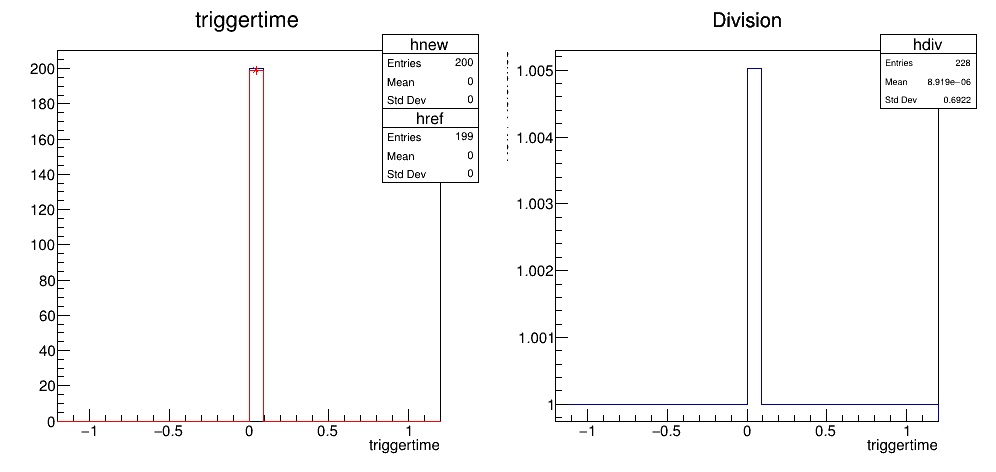 triggertime
hnew
Entries 200
Mean 0
Std Dev 0
href
Entries 199
Mean 0
Std Dev 0
200
180
160
140
120
100
80
60
40
20
0
−1 −0.5 0 0.5 1
triggertime
Division
hdiv
Entries 228
Mean 8.919e−06
Std Dev 0.6922
1.005
1.004
1.003
1.002
1.001
1
−1 −0.5 0 0.5 1
triggertime